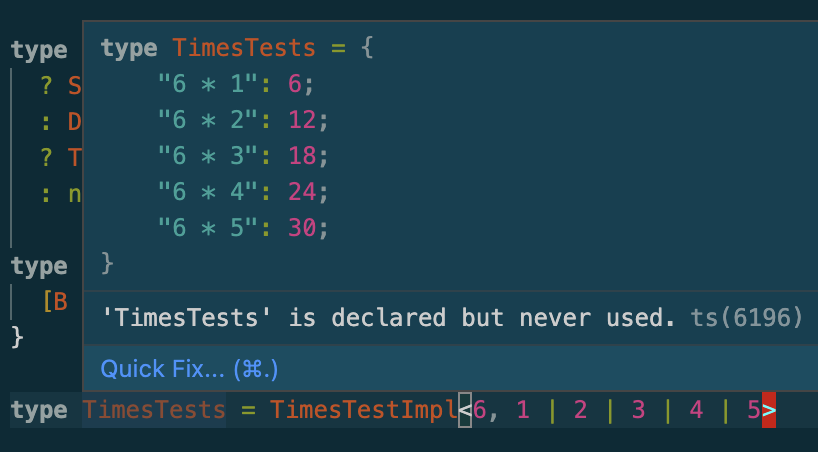 type TimesTests = {
"6 * 1": 6;
"6 * 2": 12;
"6 * 3": 18;
"6 * 4": 24;
"6 * 5": 30;
}
'TimesTests' is declared but never used. ts(6196)
Quick Fix... (⌘.)
type
? S
: D
? T
: n
type
[B
}
type TimesTests = TimesTestImpl<6, 1 | 2 | 3 | 4 | 5>